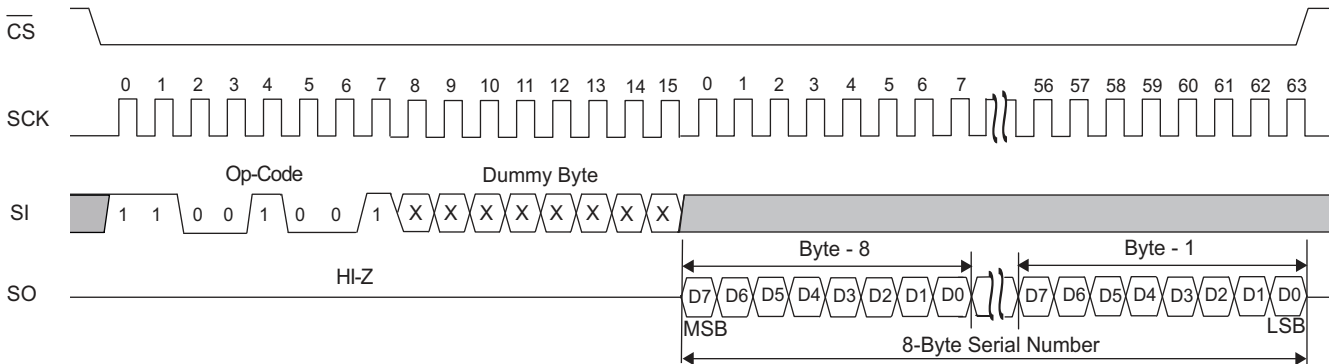 CS
0 1 2 3 4 5 6 7 8 9 10 11 12 13 14 15 0 1 2 3 4 5 6 7 56 57 58 59 60 61 62 63
SCK
Op-Code Dummy Byte
SI 1 1 0 0 1 0 0 1 X X X X X X X X
Byte - 8 Byte - 1
HI-Z
SO D7 D6 D5 D4 D3 D2 D1 D0 D7 D6 D5 D4 D3 D2 D1 D0
MSB LSB
8-Byte Serial Number